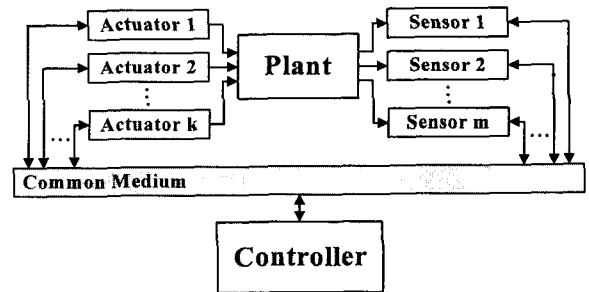 Actuator 1
Actuator 2
Actuator k
Plant
Sensor 1
Sensor 2
Sensor m
Common Medium
Controller